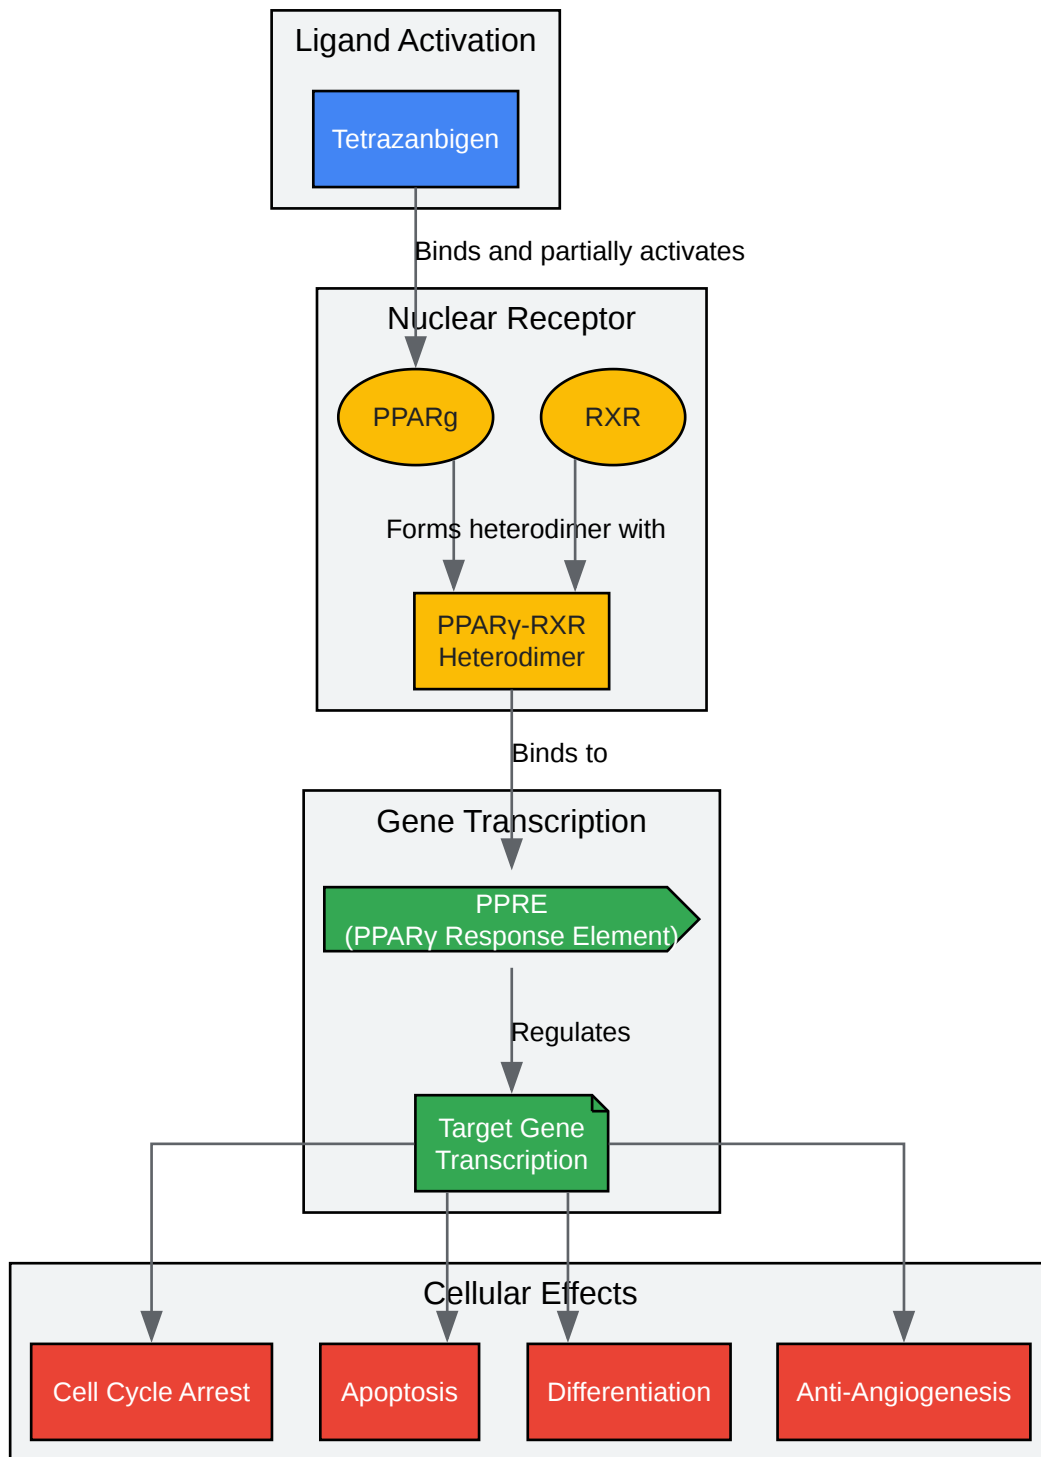 Ligand Activation
Tetrazanbigen
Binds and partially activates
Nuclear Receptor
PPARg
RXR
Forms heterodimer with
PPARγ-RXR
Heterodimer
Binds to
Gene Transcription
PPRE
(PPARγ Response Element)
Regulates
Target Gene
Transcription
Cellular Effects
Cell Cycle Arrest
Apoptosis
Differentiation
Anti-Angiogenesis